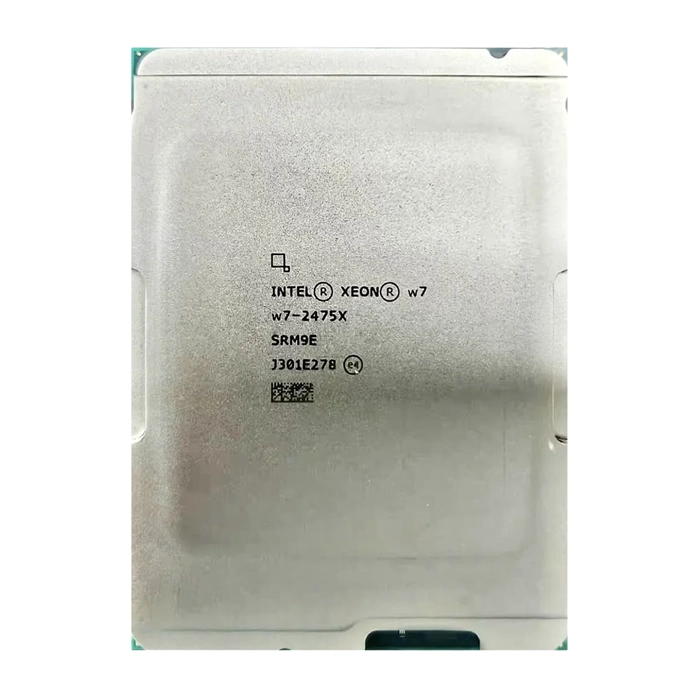 INTEL® XEON® w7
w7-2475X
SRM9E
J301E278 e4